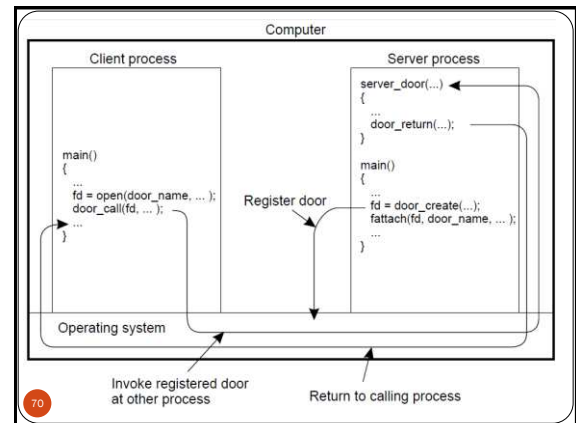 Computer
Client process
main()
{
...
fd = open(door_name, ... );
door_call(fd, ... );
...
}
Server process
server_door(...)
{
...
door_return(...);
}
main()
{
...
fd = door_create(...);
fattach(fd, door_name, ... );
...
}
Register door
Operating system
Invoke registered door
at other process
Return to calling process
70